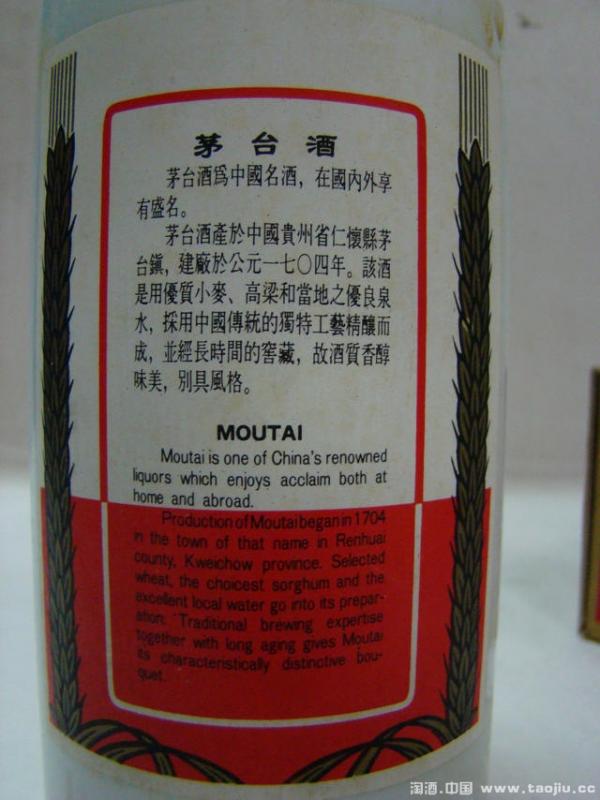 茅台酒
茅台酒爲中國名酒，在國內外享
有盛名。
茅台酒產於中國貴州省仁懷縣茅
台鎭，建廠於公元一七〇四年。該酒
是用優質小麥、高梁和當地之優良泉
水，採用中國傳統的獨特工藝精釀而
成，並經長時間的窖藏，故酒質香醇
味美，別具風格。
MOUTAI
Moutai is one of China's renowned
liquors which enjoys acclaim both at
home and abroad.
Production of Moutai began in 1704
in the town of that name in Renhuai
county, Kweichow province. Selected
wheat, the choicest sorghum and the
excellent local water go into its prepar-
ation. Traditional brewing expertise
together with long aging gives Moutai
its characteristically distinctive bou-
quet.
淘酒.中国 www.taojiu.cc